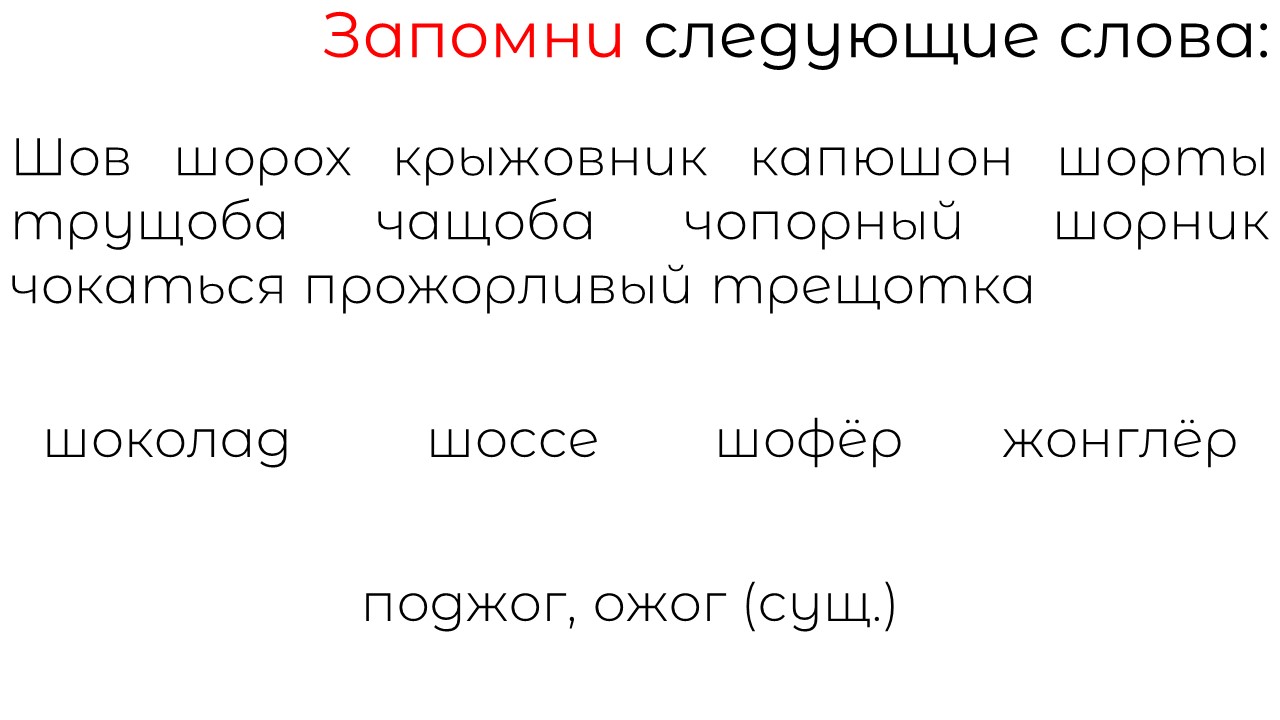 Запомни следующие слова:
Шов шорох крыжовник капюшон шорты
трущоба чащоба чопорный шорник
чокаться прожорливый трещотка
шоколад шоссе шофёр жонглёр
поджог, ожог (сущ.)